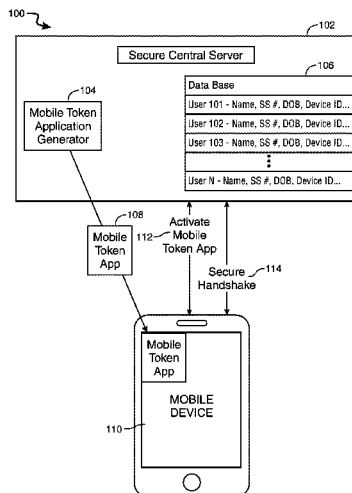 100
102
Secure Central Server
106
104
Data Base
Mobile Token
Application
Generator
User 101 - Name, SS #, DOB, Device ID...
User 102 - Name, SS #, DOB, Device ID...
User 103 - Name, SS #, DOB, Device ID...
User N - Name, SS #, DOB, Device ID...
108
Mobile
Token
App
Activate
112 Mobile
Token App
Secure
Handshake
114
Mobile
Token
App
MOBILE
DEVICE
110